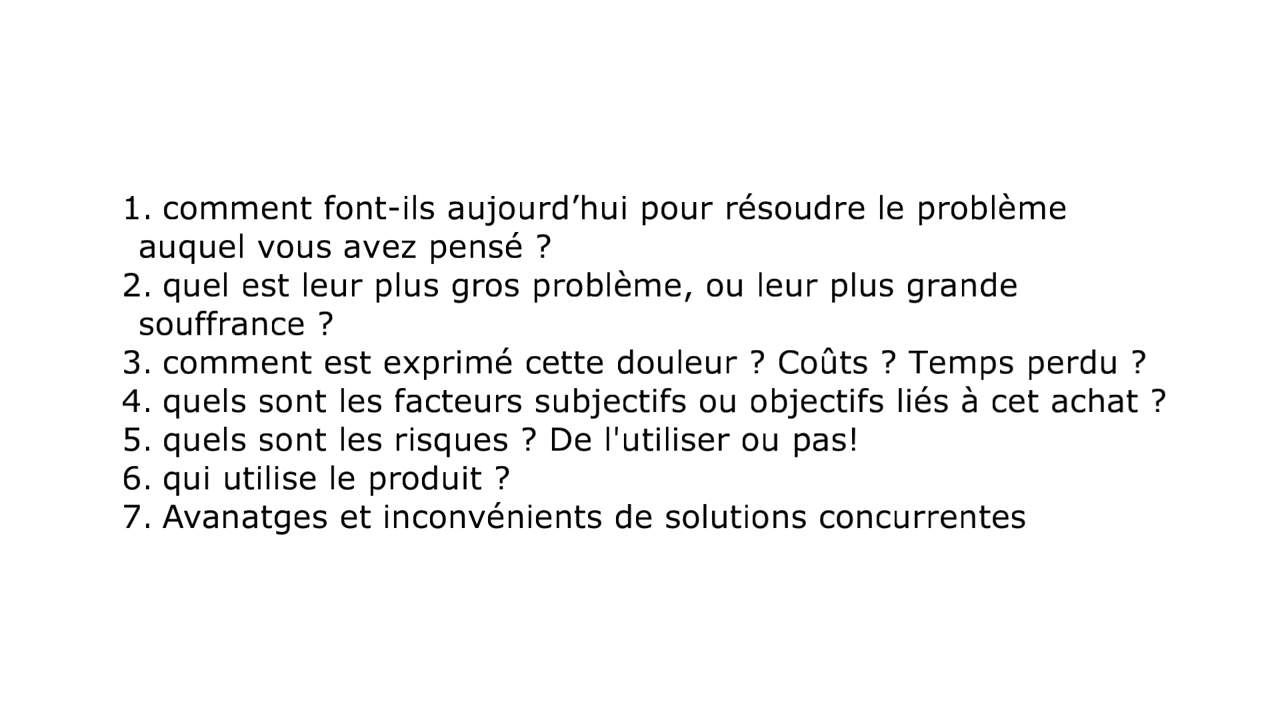 1. comment font-ils aujourd’hui pour résoudre le problème
auquel vous avez pensé ?
2. quel est leur plus gros problème, ou leur plus grande
souffrance ?
3. comment est exprimé cette douleur ? Coûts ? Temps perdu ?
4. quels sont les facteurs subjectifs ou objectifs liés à cet achat ?
5. quels sont les risques ? De l'utiliser ou pas!
6. qui utilise le produit ?
7. Avanatges et inconvénients de solutions concurrentes